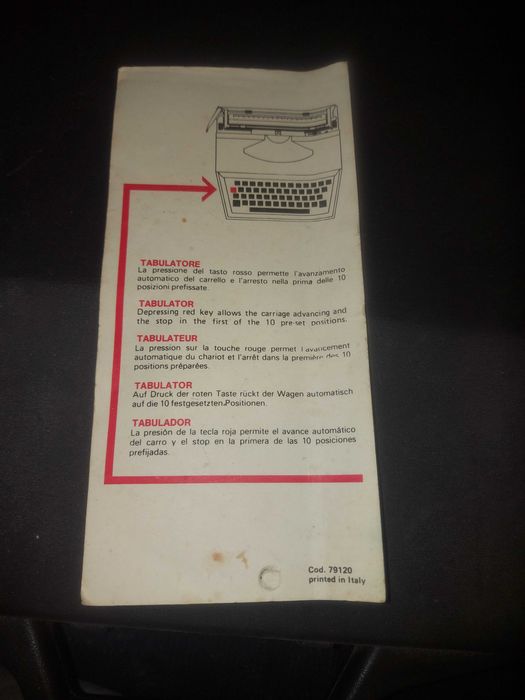 TABULATORE
La pressione del tasto rosso permette l'avanzamento
automatico del carrello e l'arresto nella prima delle 10
posizioni prefissate.
TABULATOR
Depressing red key allows the carriage advancing and
the stop in the first of the 10 pre-set positions.
TABULATEUR
La pression sur la touche rouge permet l'avancement
automatique du chariot et l'arrêt dans la première des 10
positions préparées.
TABULATOR
Auf Druck der roten Taste rückt der Wagen automatisch
auf die 10 festgesetzten Positionen.
TABULADOR
La presión de la tecla roja permite el avance automático
del carro y el stop en la primera de las 10 posiciones
prefijadas.
Cod. 79120
printed in Italy